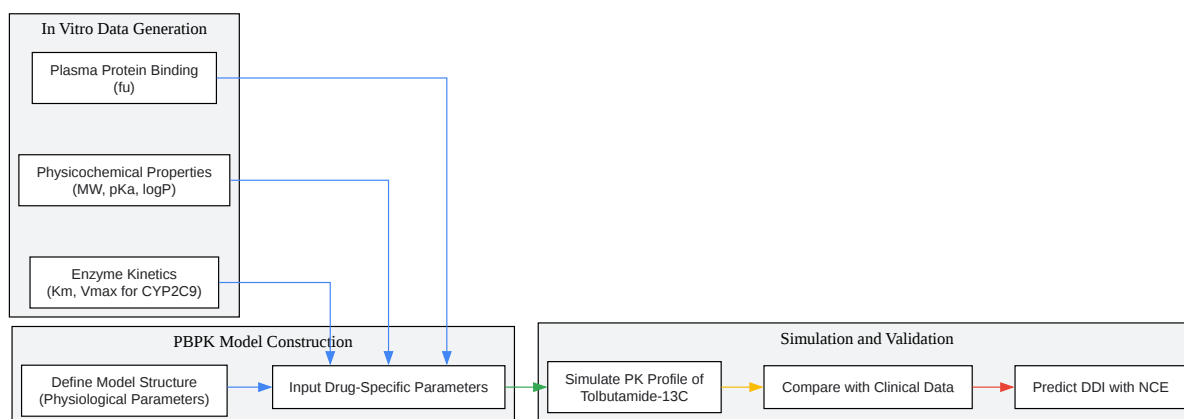 In Vitro Data Generation
Plasma Protein Binding
(fu)
Physicochemical Properties
(MW, pKa, logP)
Enzyme Kinetics
(Km, Vmax for CYP2C9)
PBPK Model Construction
Define Model Structure
(Physiological Parameters)
Input Drug-Specific Parameters
Simulation and Validation
Simulate PK Profile of
Tolbutamide-13C
Compare with Clinical Data
Predict DDI with NCE